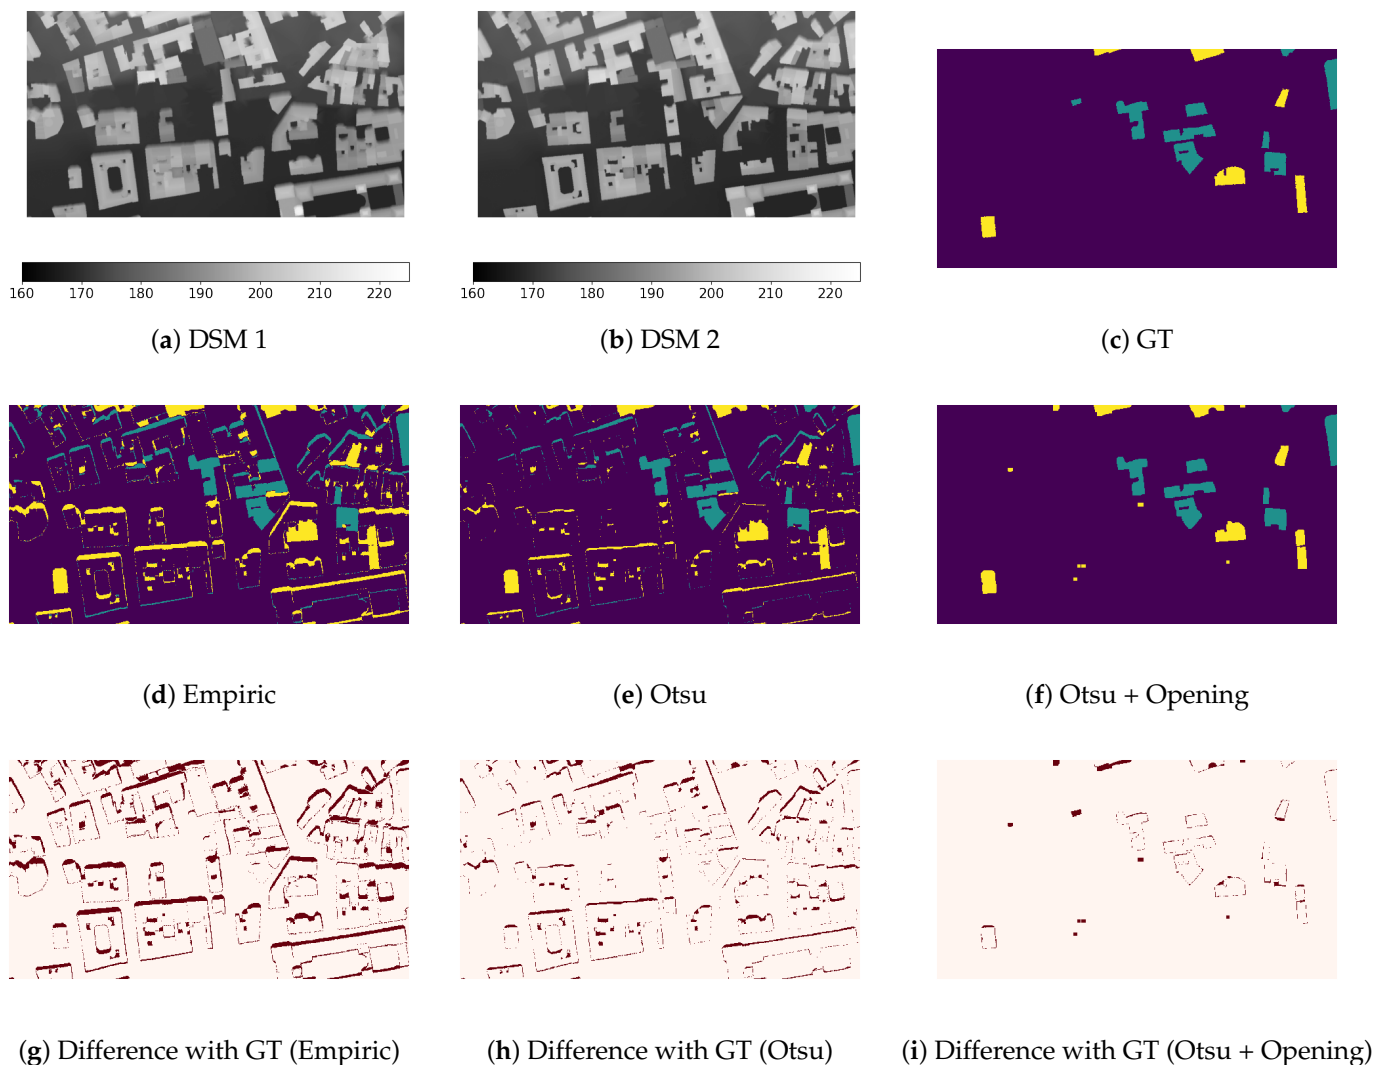 160 170 180 190 200 210 220
160 170 180 190 200 210 220
(a) DSM 1
(b) DSM 2
(c) GT
(d) Empiric
(e) Otsu
(f) Otsu + Opening
(g) Difference with GT (Empiric)
(h) Difference with GT (Otsu)
(i) Difference with GT (Otsu + Opening)